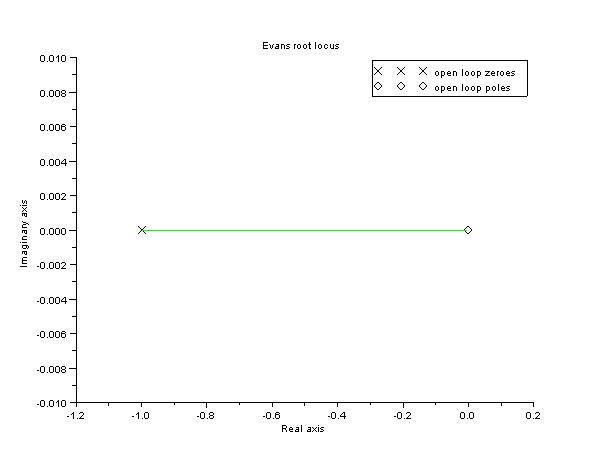 Evans root locus
open loop zeroes
open loop poles
0.010
0.008
0.006
0.004
0.002
0.000
-0.002
-0.004
-0.006
-0.008
-0.010
Imaginary axis
-1.2 -1.0 -0.8 -0.6 -0.4 -0.2 0.0 0.2
Real axis